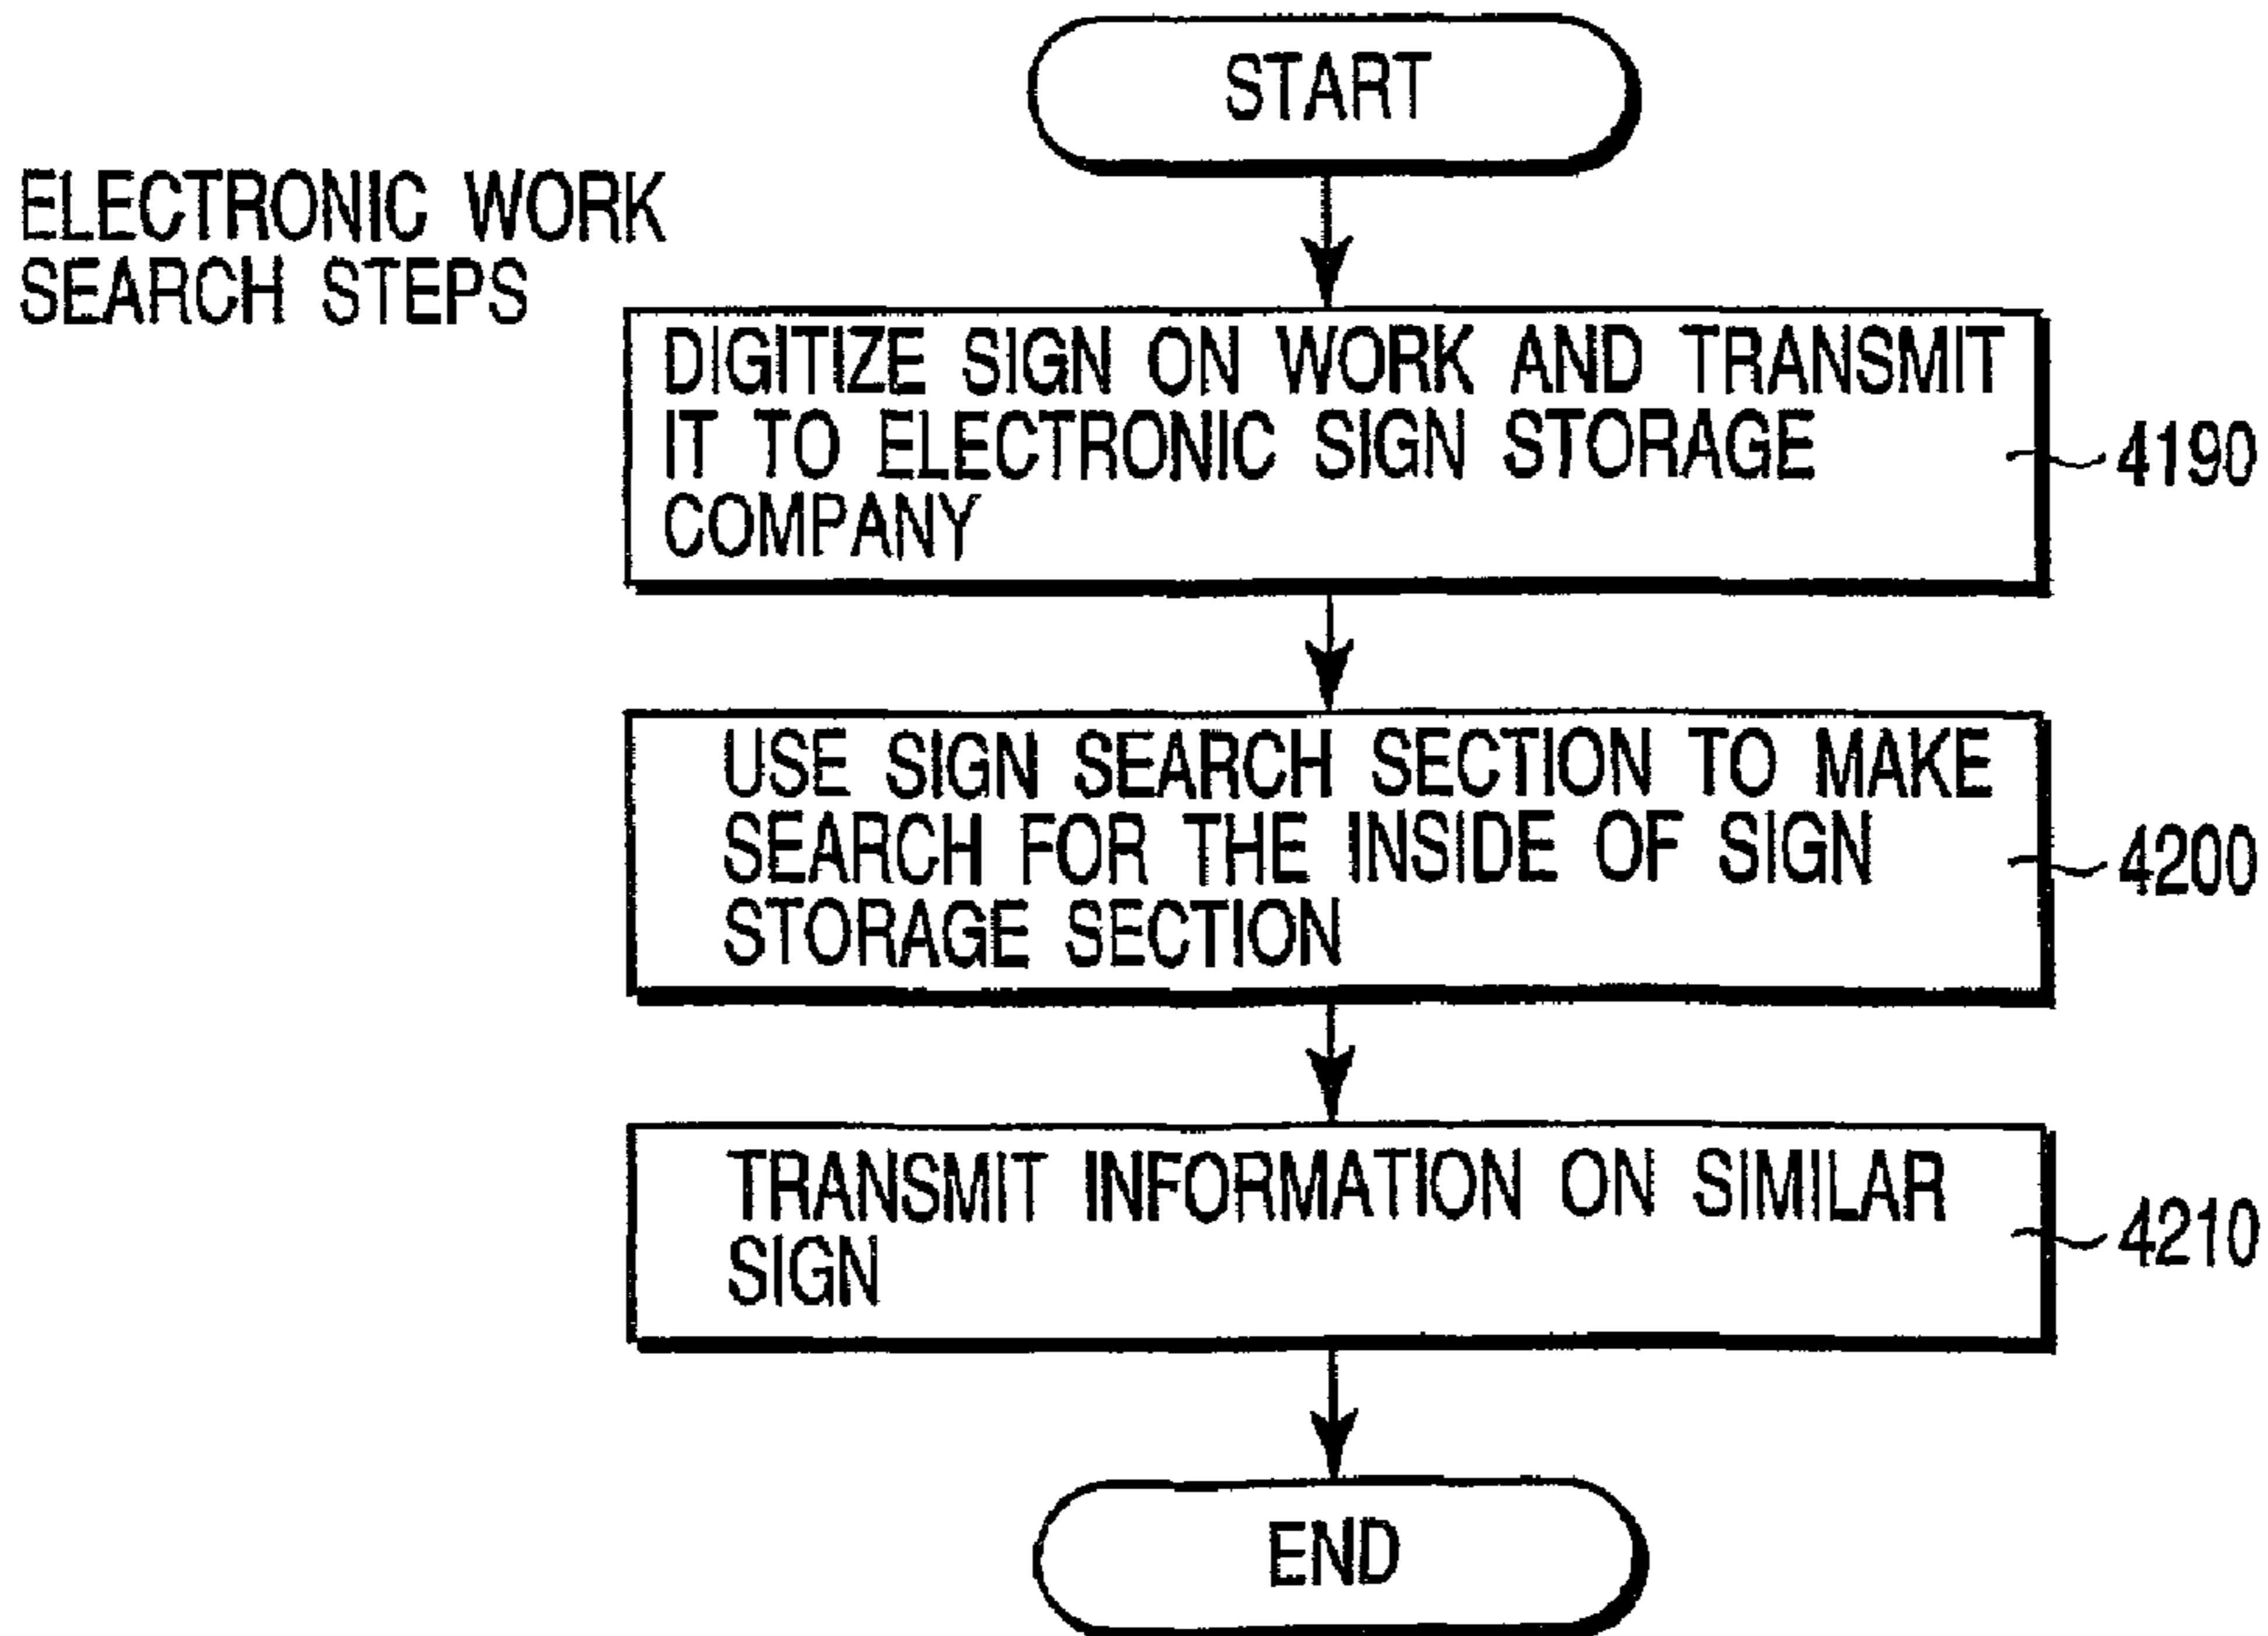 START
ELECTRONIC WORK
SEARCH STEPS
DIGITIZE SIGN ON WORK AND TRANSMIT
IT TO ELECTRONIC SIGN STORAGE
COMPANY
4190
USE SIGN SEARCH SECTION TO MAKE
SEARCH FOR THE INSIDE OF SIGN
STORAGE SECTION
4200
TRANSMIT INFORMATION ON SIMILAR
SIGN
4210
END